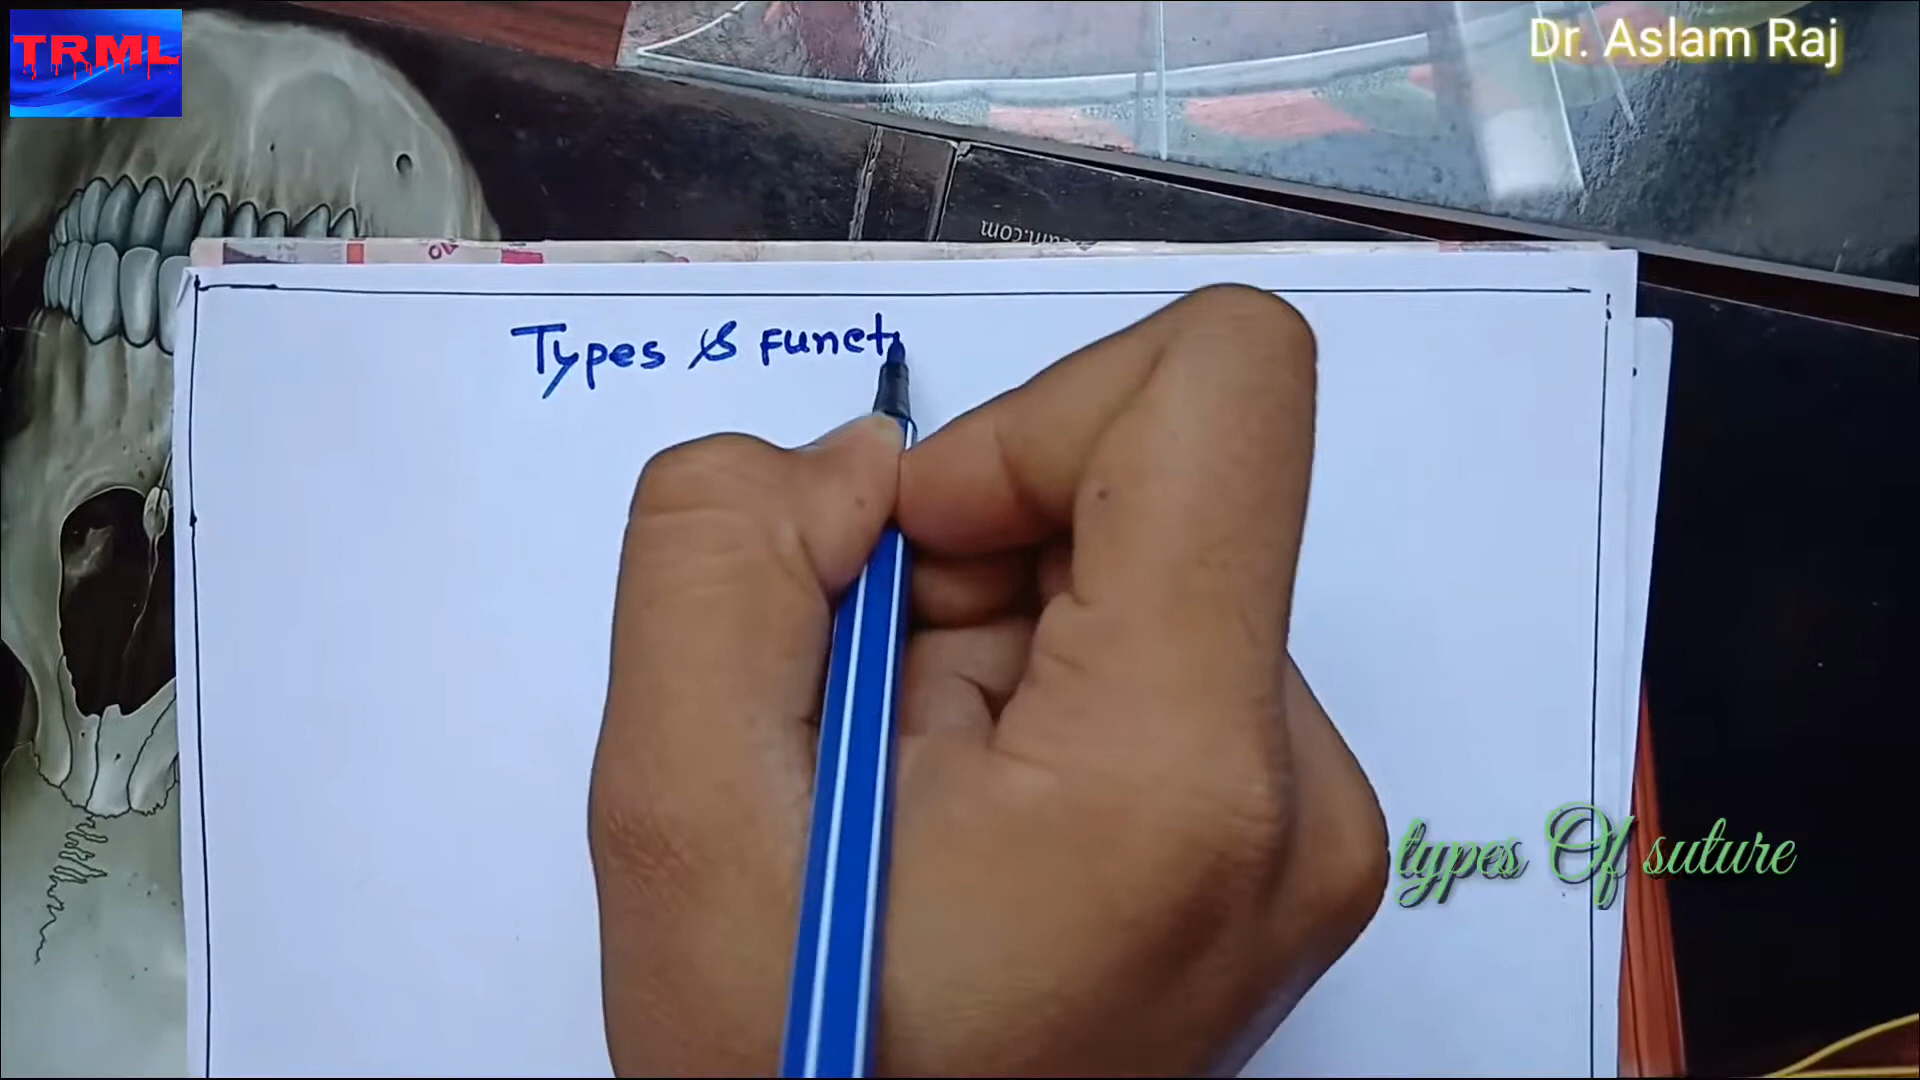 TRML
Dr. Aslam Raj
Types & Funct
types Of suture